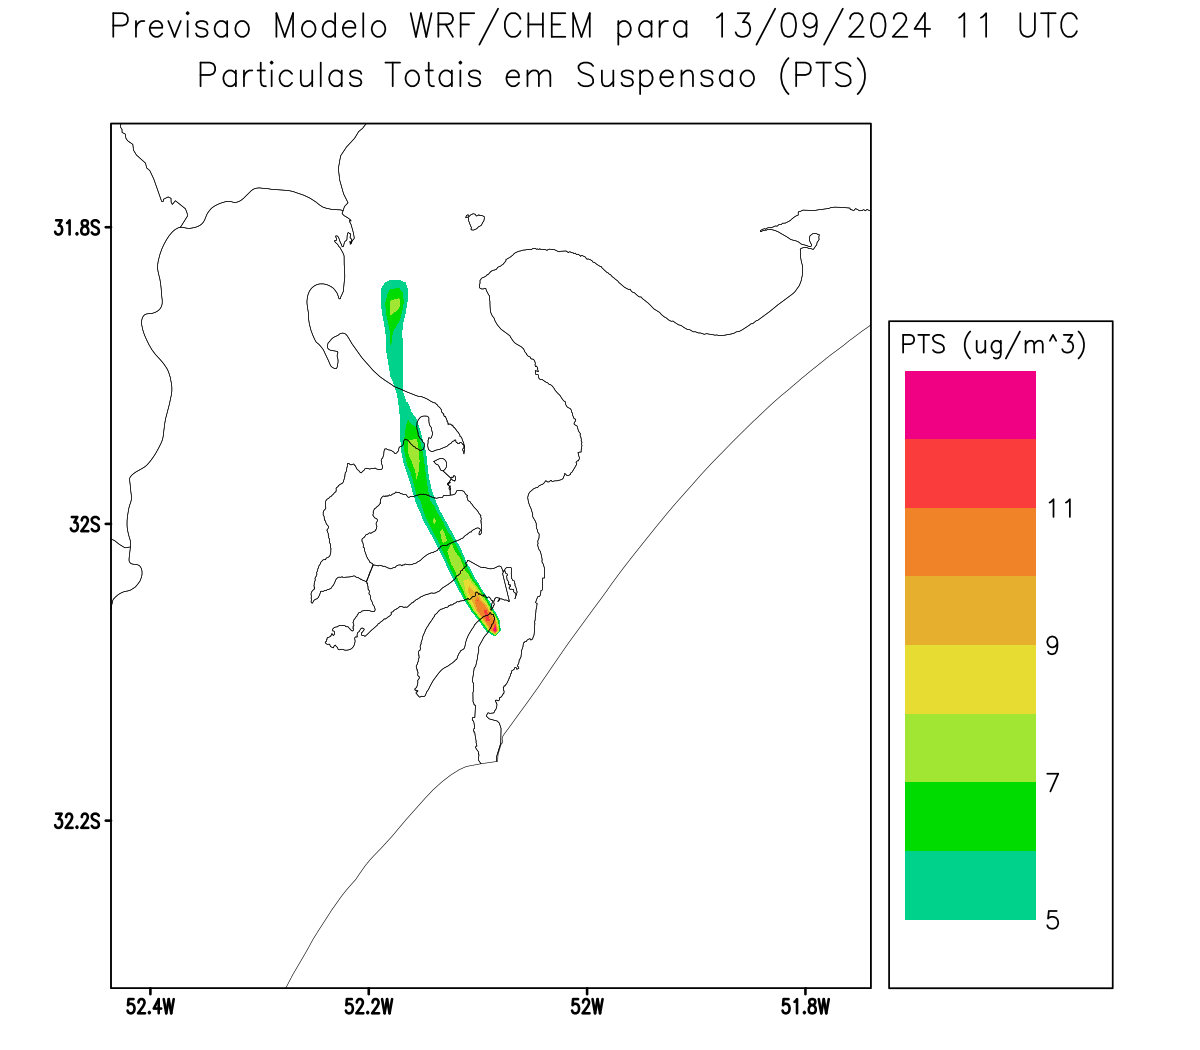 Previsao Modelo WRF/CHEM para 13/09/2024 11 UTC
Particulas Totais em Suspensao (PTS)
31.8S
32S
32.2S
52.4W
52.2W
52W
51.8W
PTS (ug/m^3)
11
9
7
5